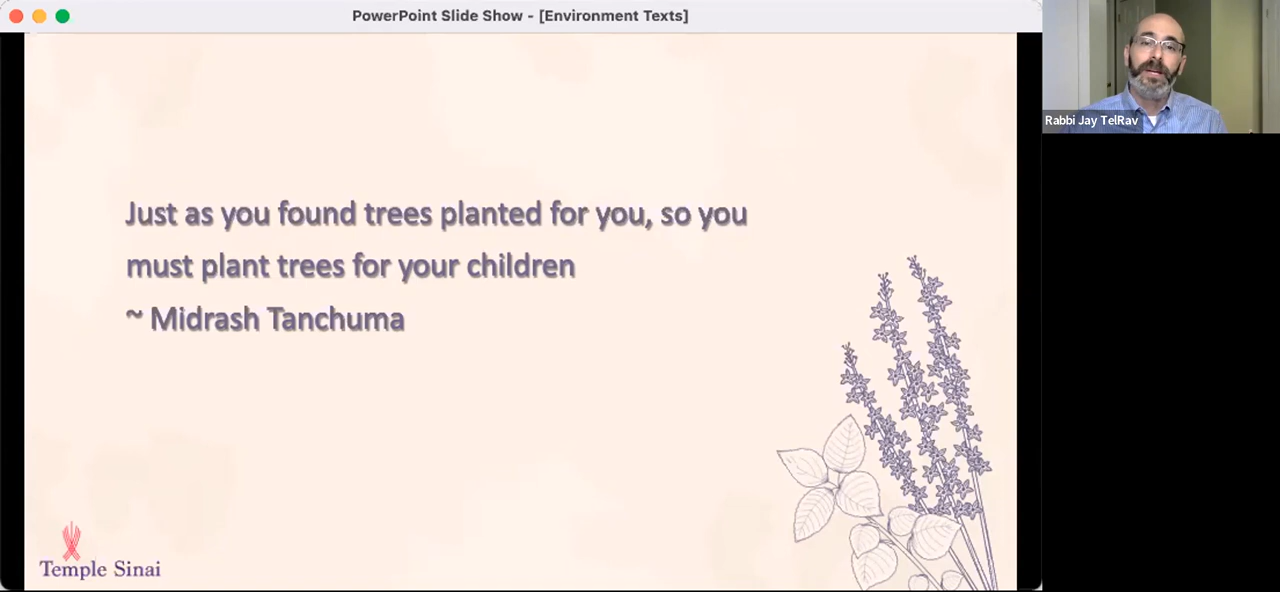 PowerPoint Slide Show - [Environment Texts]
Rabbi Jay TelRav
Just as you found trees planted for you, so you
must plant trees for your children
~ Midrash Tanchuma
Temple Sinai